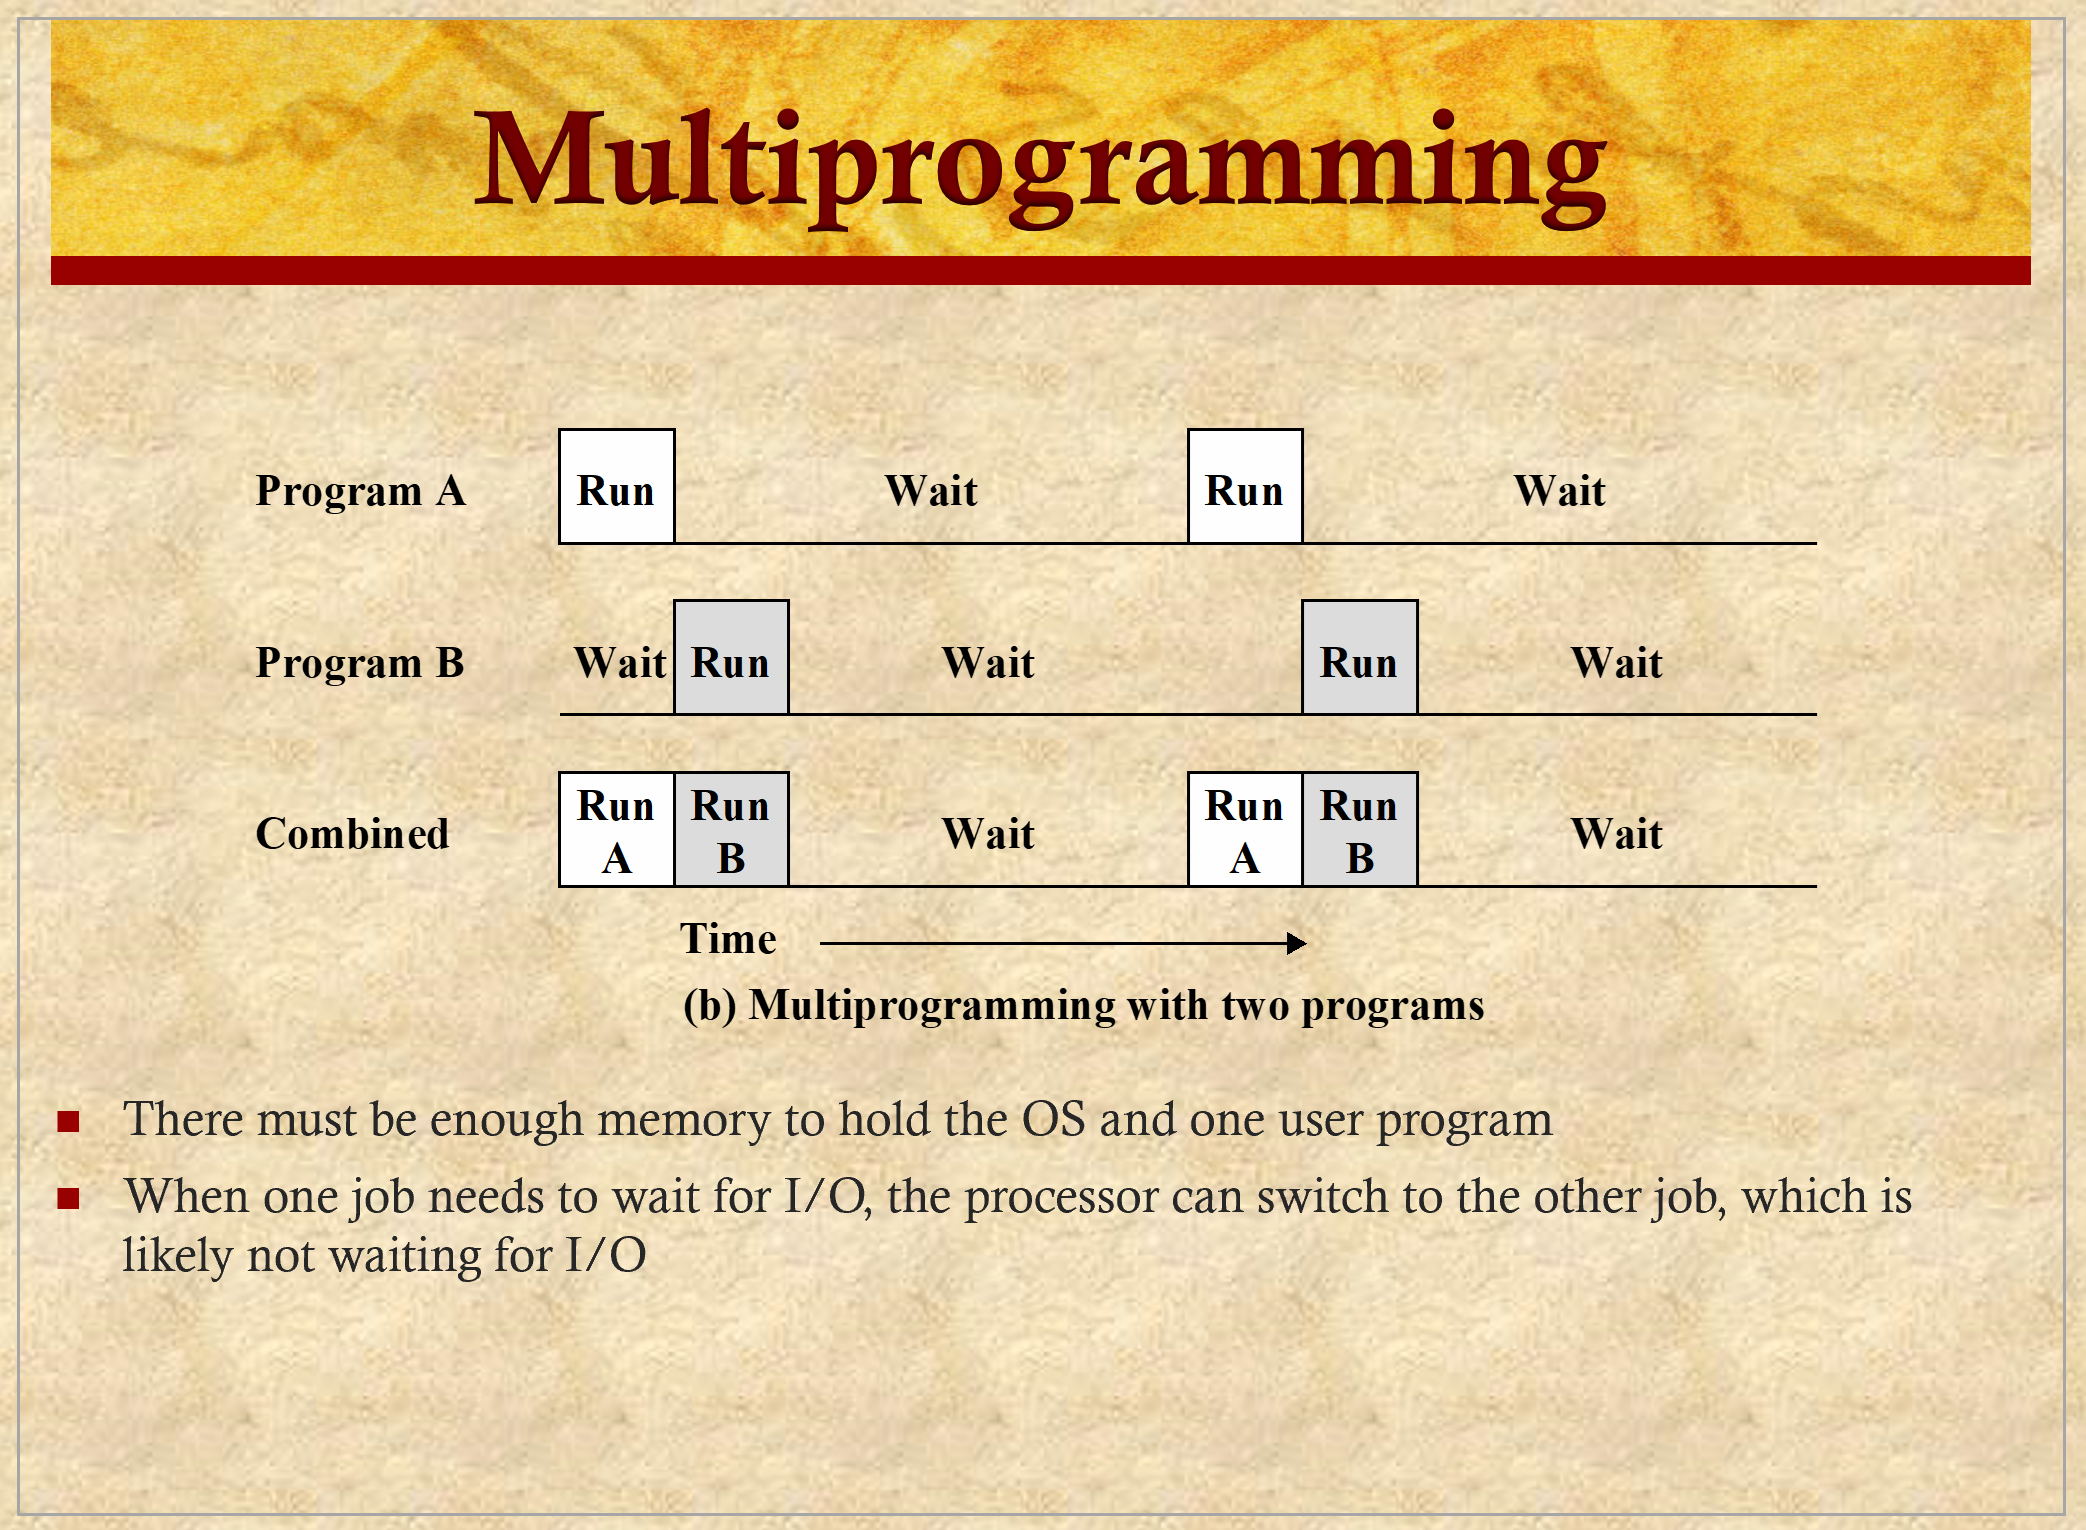 Multiprogramming
Program A Run Wait Run Wait
Program B Wait Run Wait Run Wait
Combined Run A Run B Wait Run A Run B Wait
Time
(b) Multiprogramming with two programs
There must be enough memory to hold the OS and one user program
When one job needs to wait for I/O, the processor can switch to the other job, which is
likely not waiting for I/O